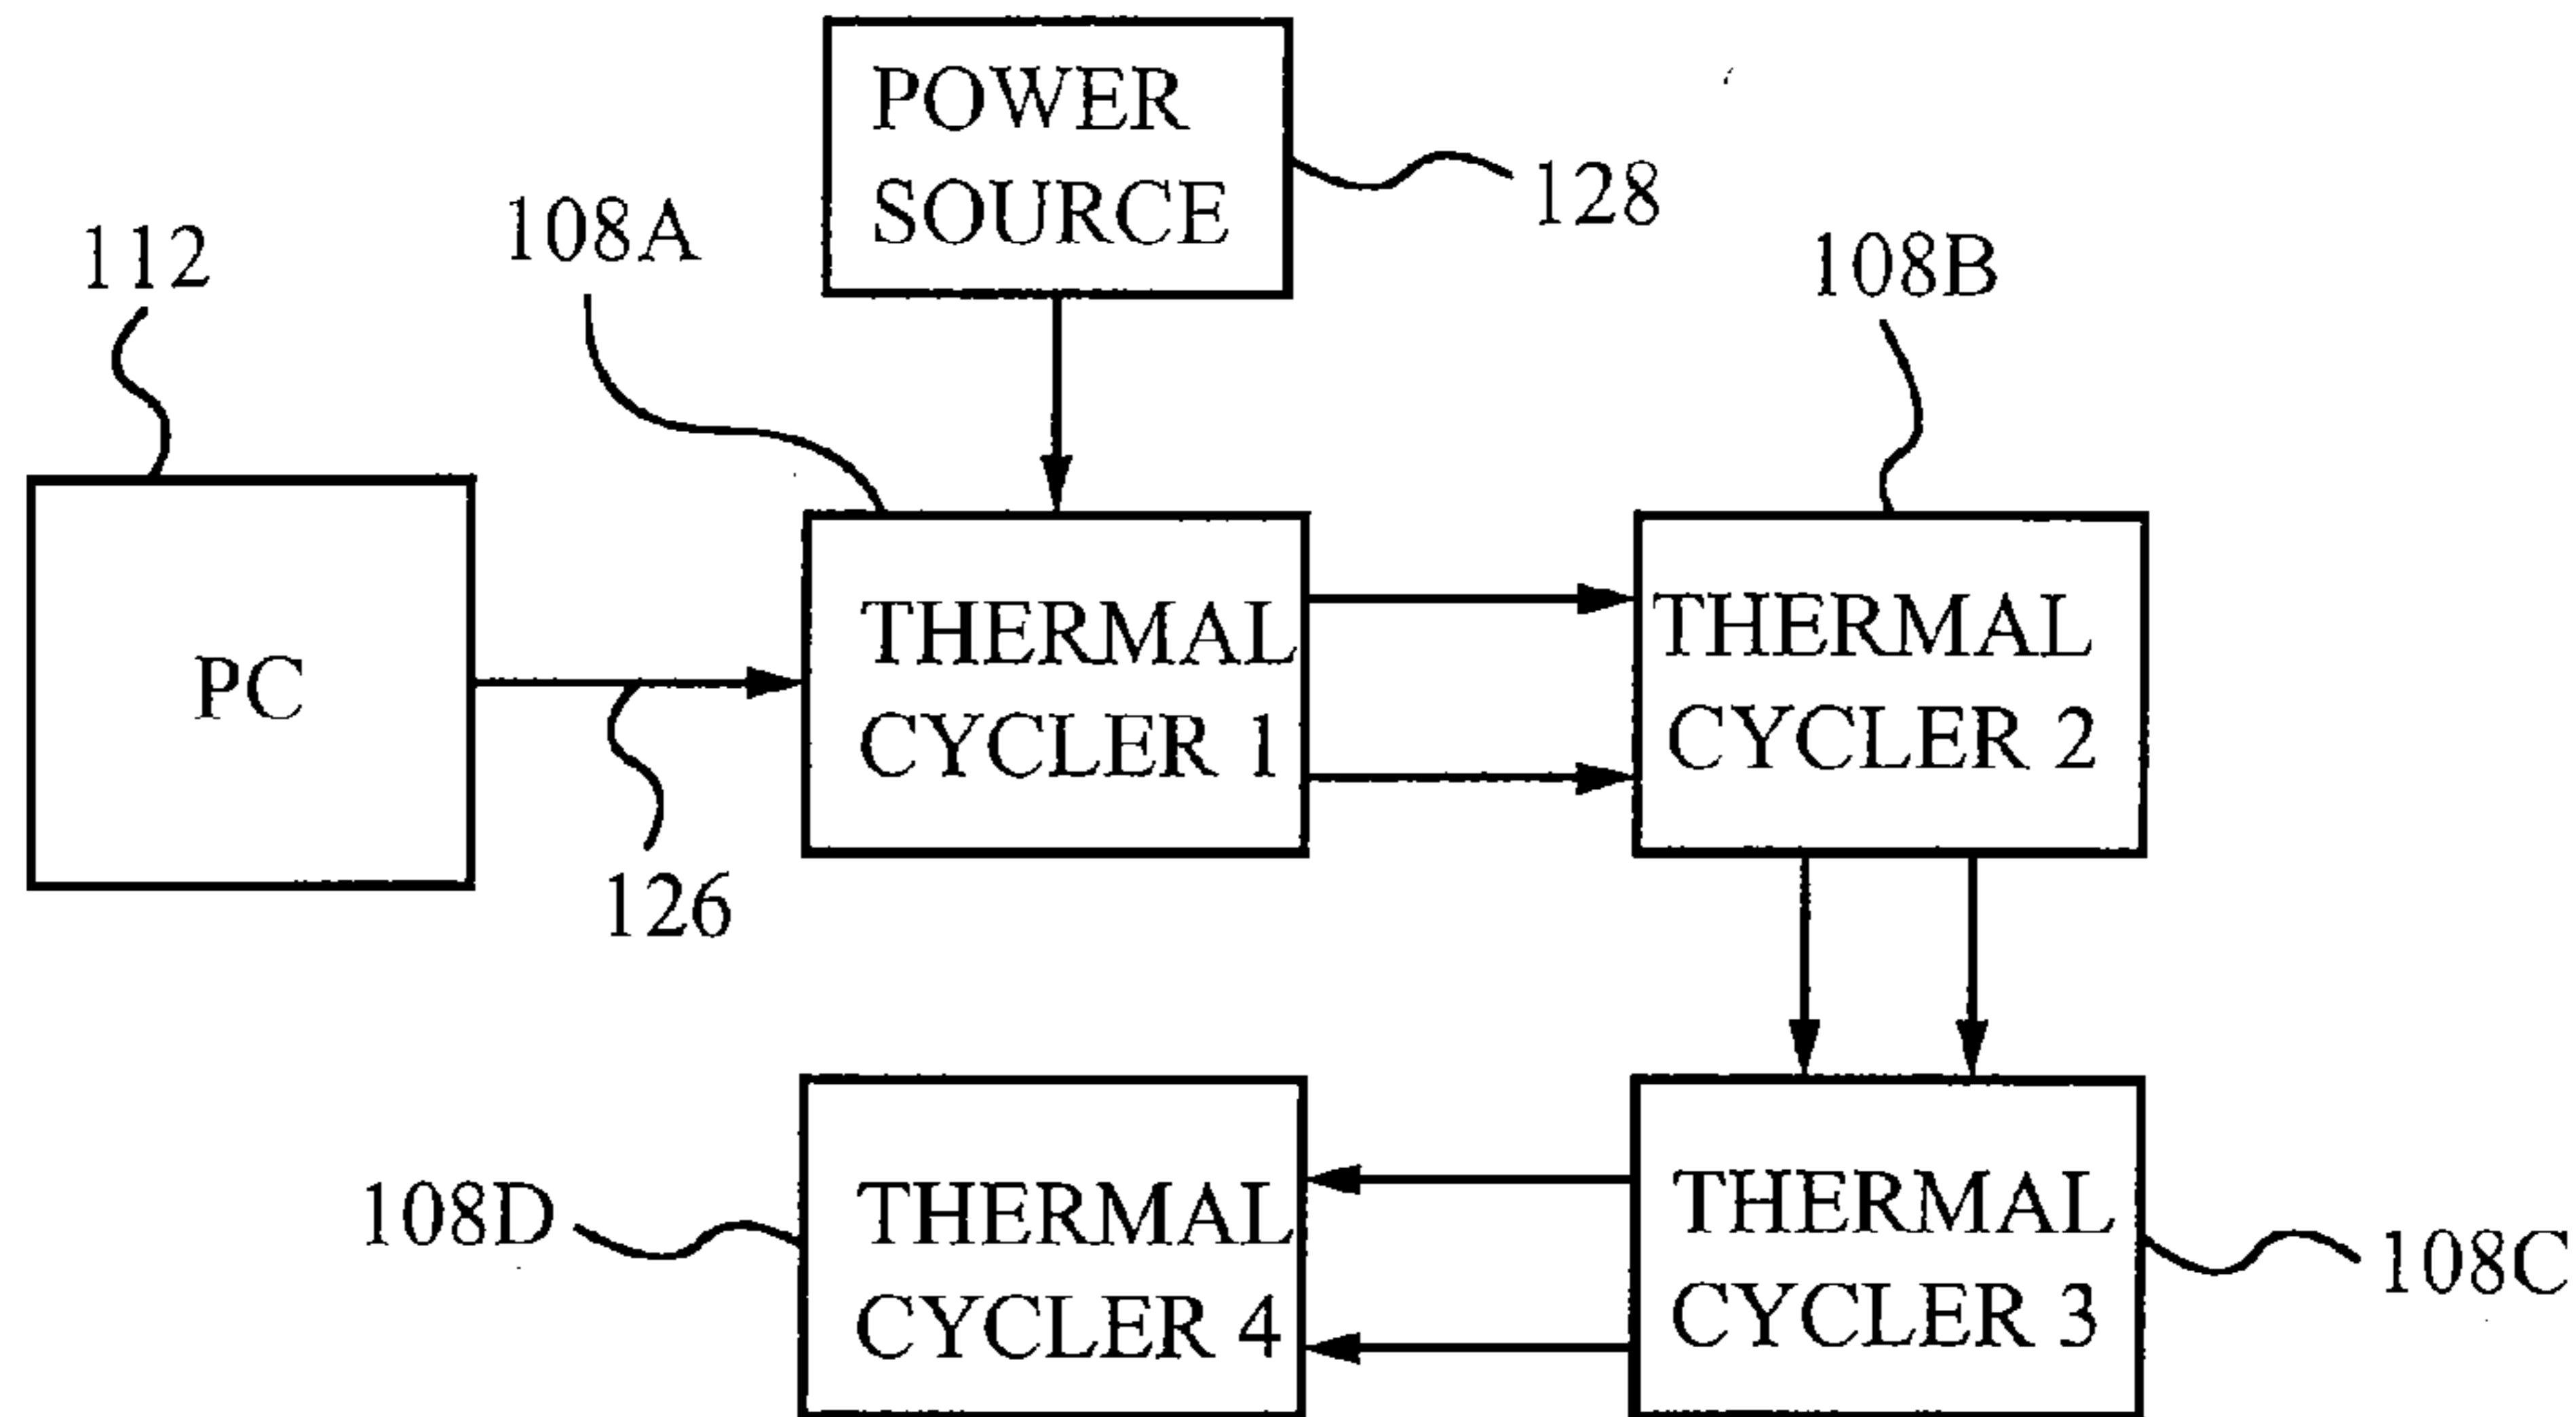 POWER
SOURCE
128
108A
112
108B
PC
THERMAL
CYCLER 1
THERMAL
CYCLER 2
126
108D
THERMAL
CYCLER 4
THERMAL
CYCLER 3
108C